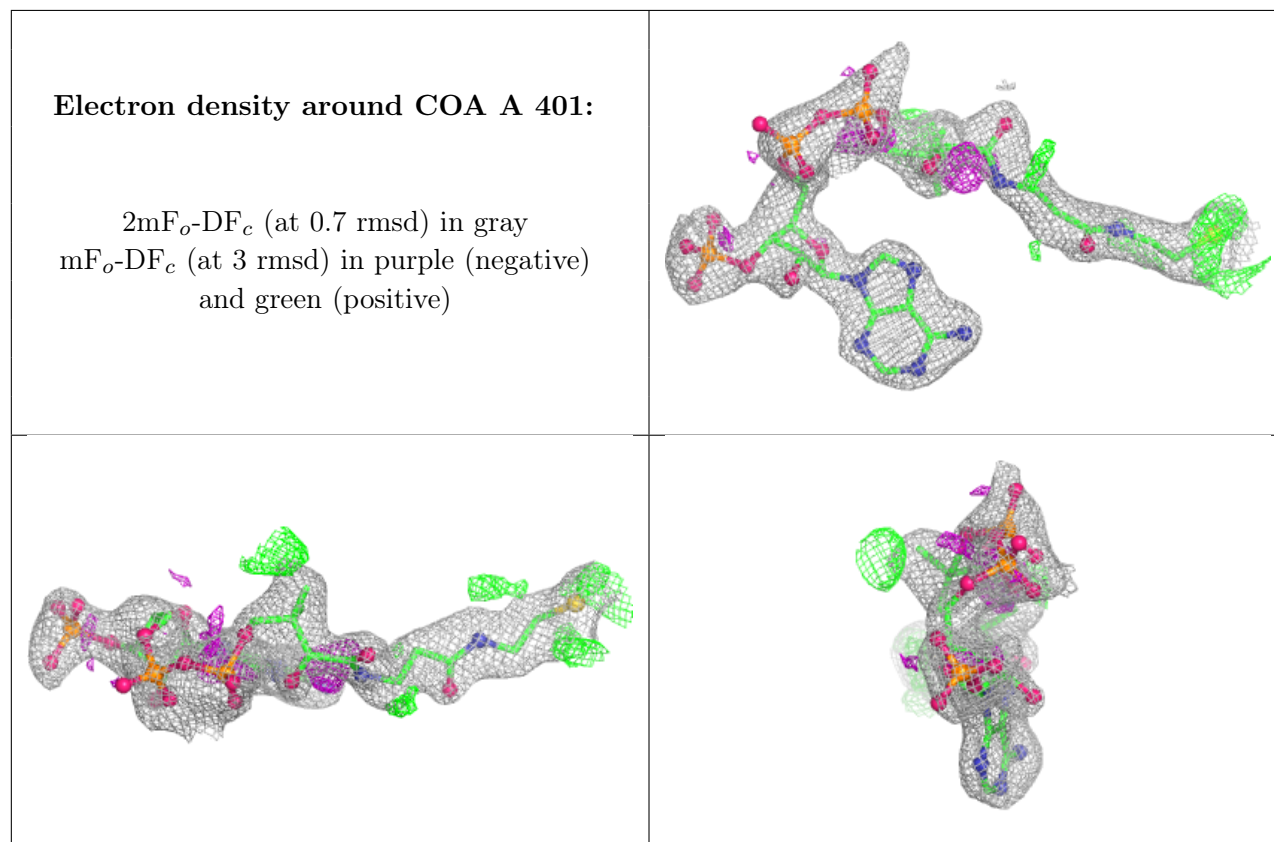 Electron density around COA A 401:
2mFo-DFc (at 0.7 rmsd) in gray
mFo-DFc (at 3 rmsd) in purple (negative)
and green (positive)